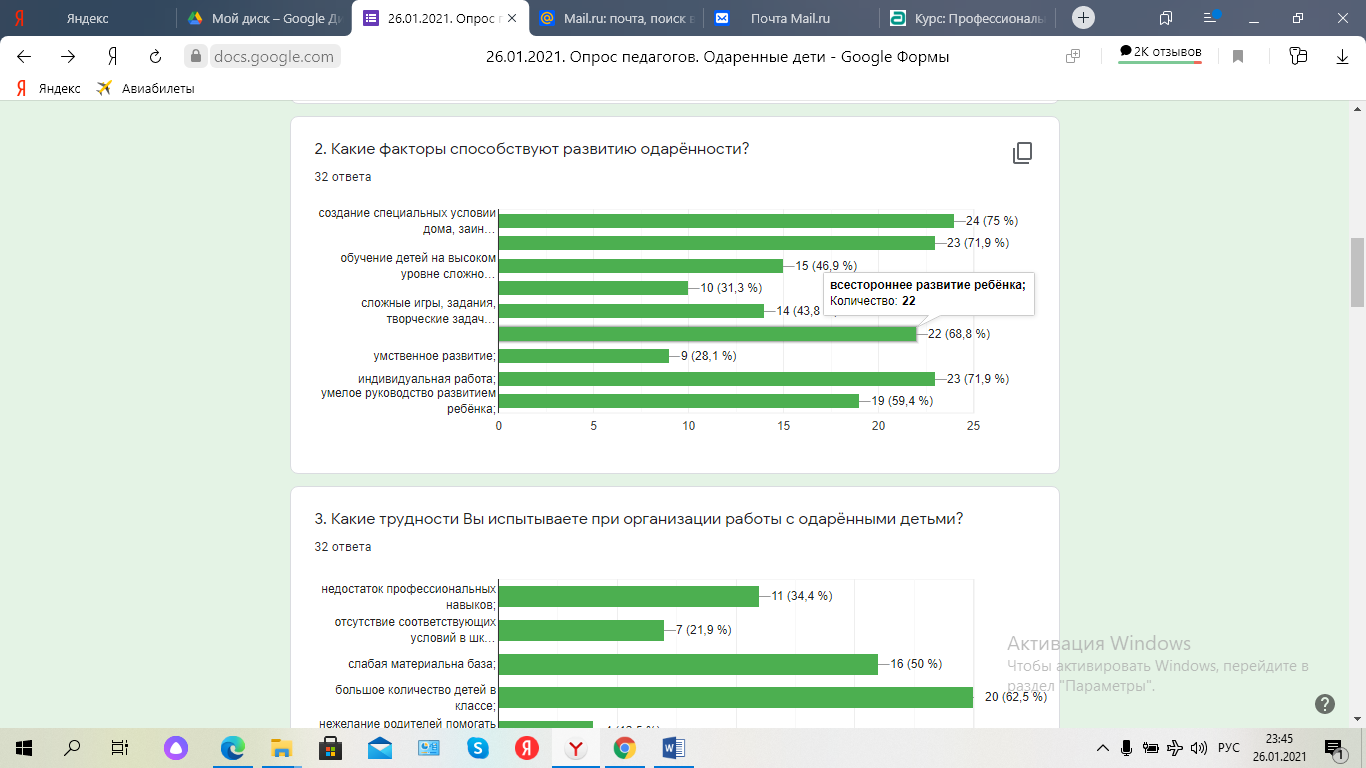 Яндекс
Мой диск – Google Ди
26.01.2021. Опрос п
Mail.ru: почта, поиск в
Почта Mail.ru
Курс: Профессиональ
docs.google.com
26.01.2021. Опрос педагогов. Одаренные дети - Google Формы
2К отзывов
Яндекс
Авиабилеты
2. Какие факторы способствуют развитию одарённости?
32 ответа
создание специальных условий
дома, заин…
24 (75 %)
23 (71,9 %)
обучение детей на высоком
уровне сложно…
15 (46,9 %)
10 (31,3 %)
всестороннее развитие ребёнка;
Количество: 22
сложные игры, задания,
творческие задач…
14 (43,8
22 (68,8 %)
умственное развитие;
9 (28,1 %)
индивидуальная работа;
23 (71,9 %)
умелое руководство развитием
ребёнка;
19 (59,4 %)
0 5 10 15 20 25
3. Какие трудности Вы испытываете при организации работы с одарёнными детьми?
32 ответа
недостаток профессиональных
навыков;
11 (34,4 %)
отсутствие соответствующих
условий в шк…
7 (21,9 %)
слабая материальна база;
16 (50 %)
большое количество детей в
классе;
20 (62,5 %)
нежелание родителей помогать
Активация Windows
Чтобы активировать Windows, перейдите в
раздел "Параметры".
РУС
23:45
26.01.2021